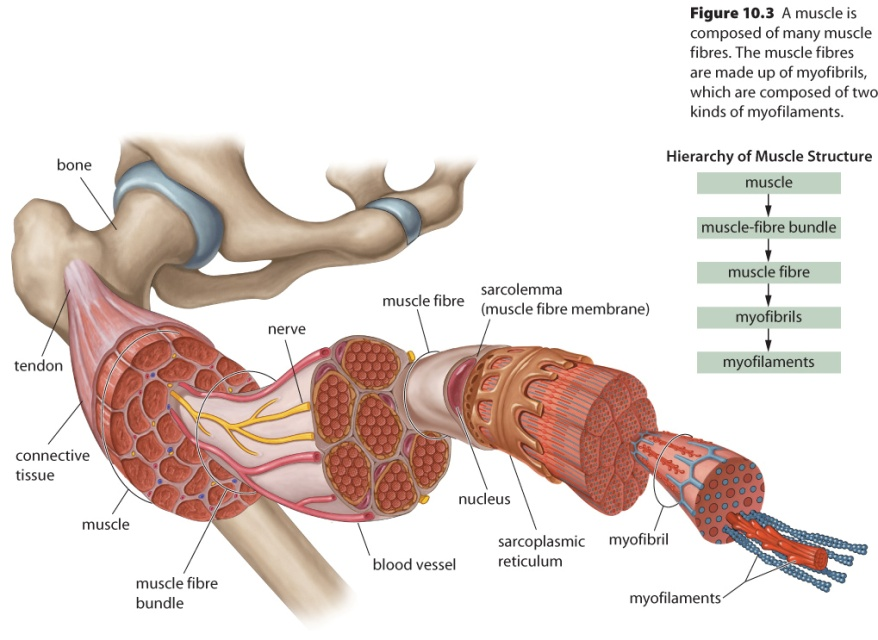 Figure 10.3 A muscle is
composed of many muscle
fibres. The muscle fibres
are made up of myofibrils,
which are composed of two
kinds of myofilaments.
Hierarchy of Muscle Structure
muscle
muscle-fibre bundle
muscle fibre
myofibrils
myofilaments
bone
tendon
connective
tissue
muscle
muscle fibre
bundle
nerve
blood vessel
muscle fibre
sarcolemma
(muscle fibre membrane)
nucleus
sarcoplasmic
reticulum
myofibril
myofilaments